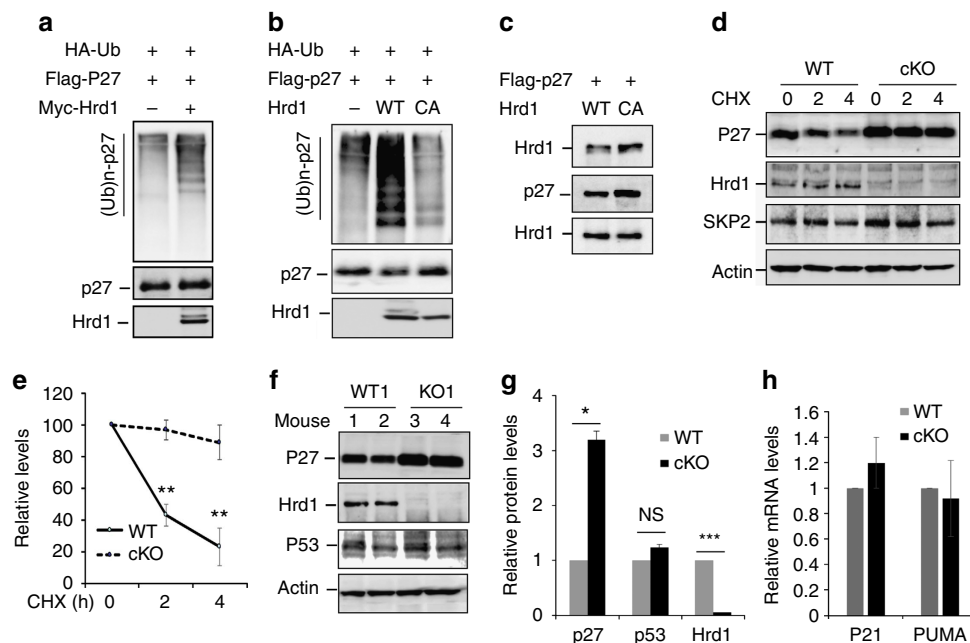 a
HA-Ub + +
Flag-P27 + +
Myc-Hrd1 – +
(Ub)n-p27
p27
Hrd1
b
HA-Ub + + +
Flag-p27 + + +
Hrd1 – WT CA
(Ub)n-p27
p27
Hrd1
c
Flag-p27 + +
Hrd1 WT CA
Hrd1
p27
Hrd1
d
WT cKO
CHX 0 2 4 0 2 4
P27
Hrd1
SKP2
Actin
e
Relative levels
120
100
80
60
40
20
0
**
**
WT
cKO
CHX (h) 0 2 4
f
WT1 KO1
Mouse 1 2 3 4
P27
Hrd1
P53
Actin
g
Relative protein levels
4
3
2
1
0
*
NS
***
WT
cKO
p27 p53 Hrd1
h
Relative mRNA levels
1.6
1.4
1.2
1
0.8
0.6
0.4
0.2
0
WT
cKO
P21 PUMA